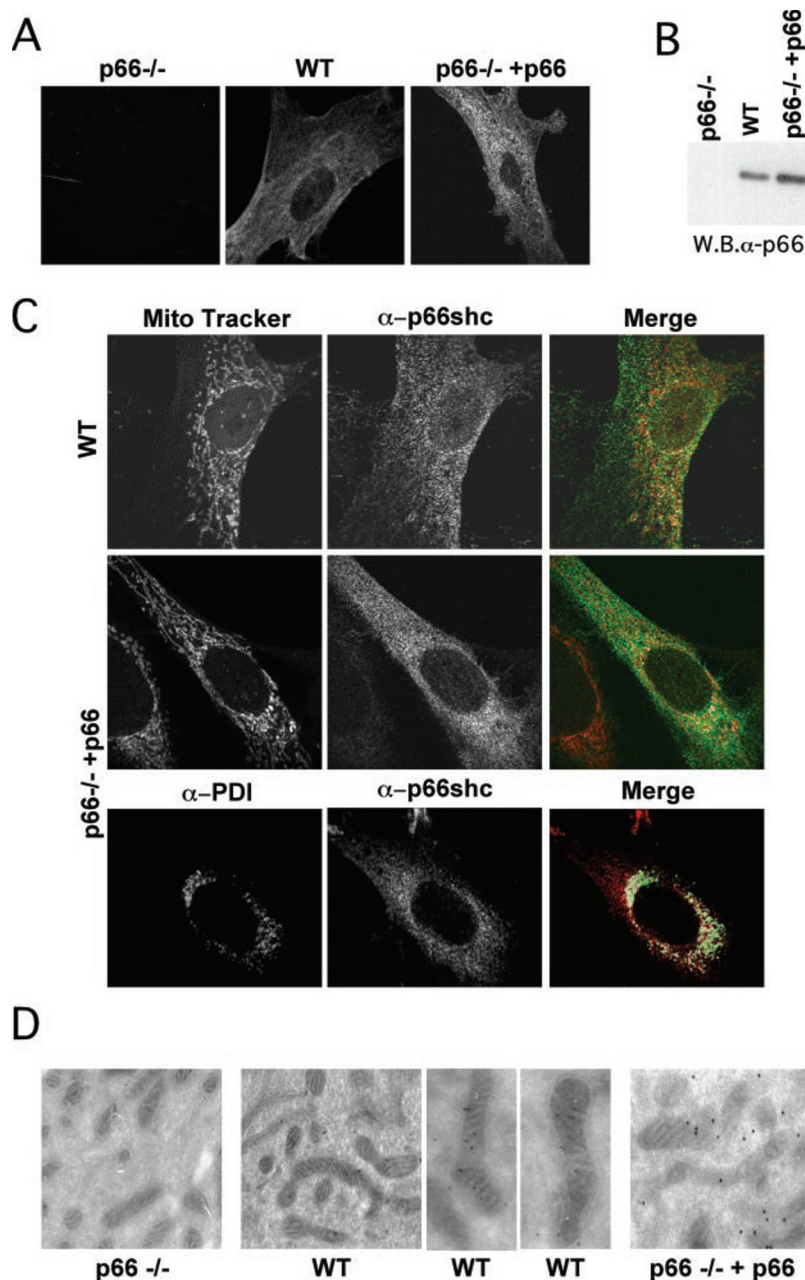 A
p66-/-
WT
p66-/- +p66
B
p66-/-
WT
p66-/- +p66
W.B.α-p66
C
Mito Tracker
α–p66shc
Merge
WT
p66-/- +p66
α–PDI
α–p66shc
Merge
D
p66 -/-
WT
WT
WT
p66 -/- + p66